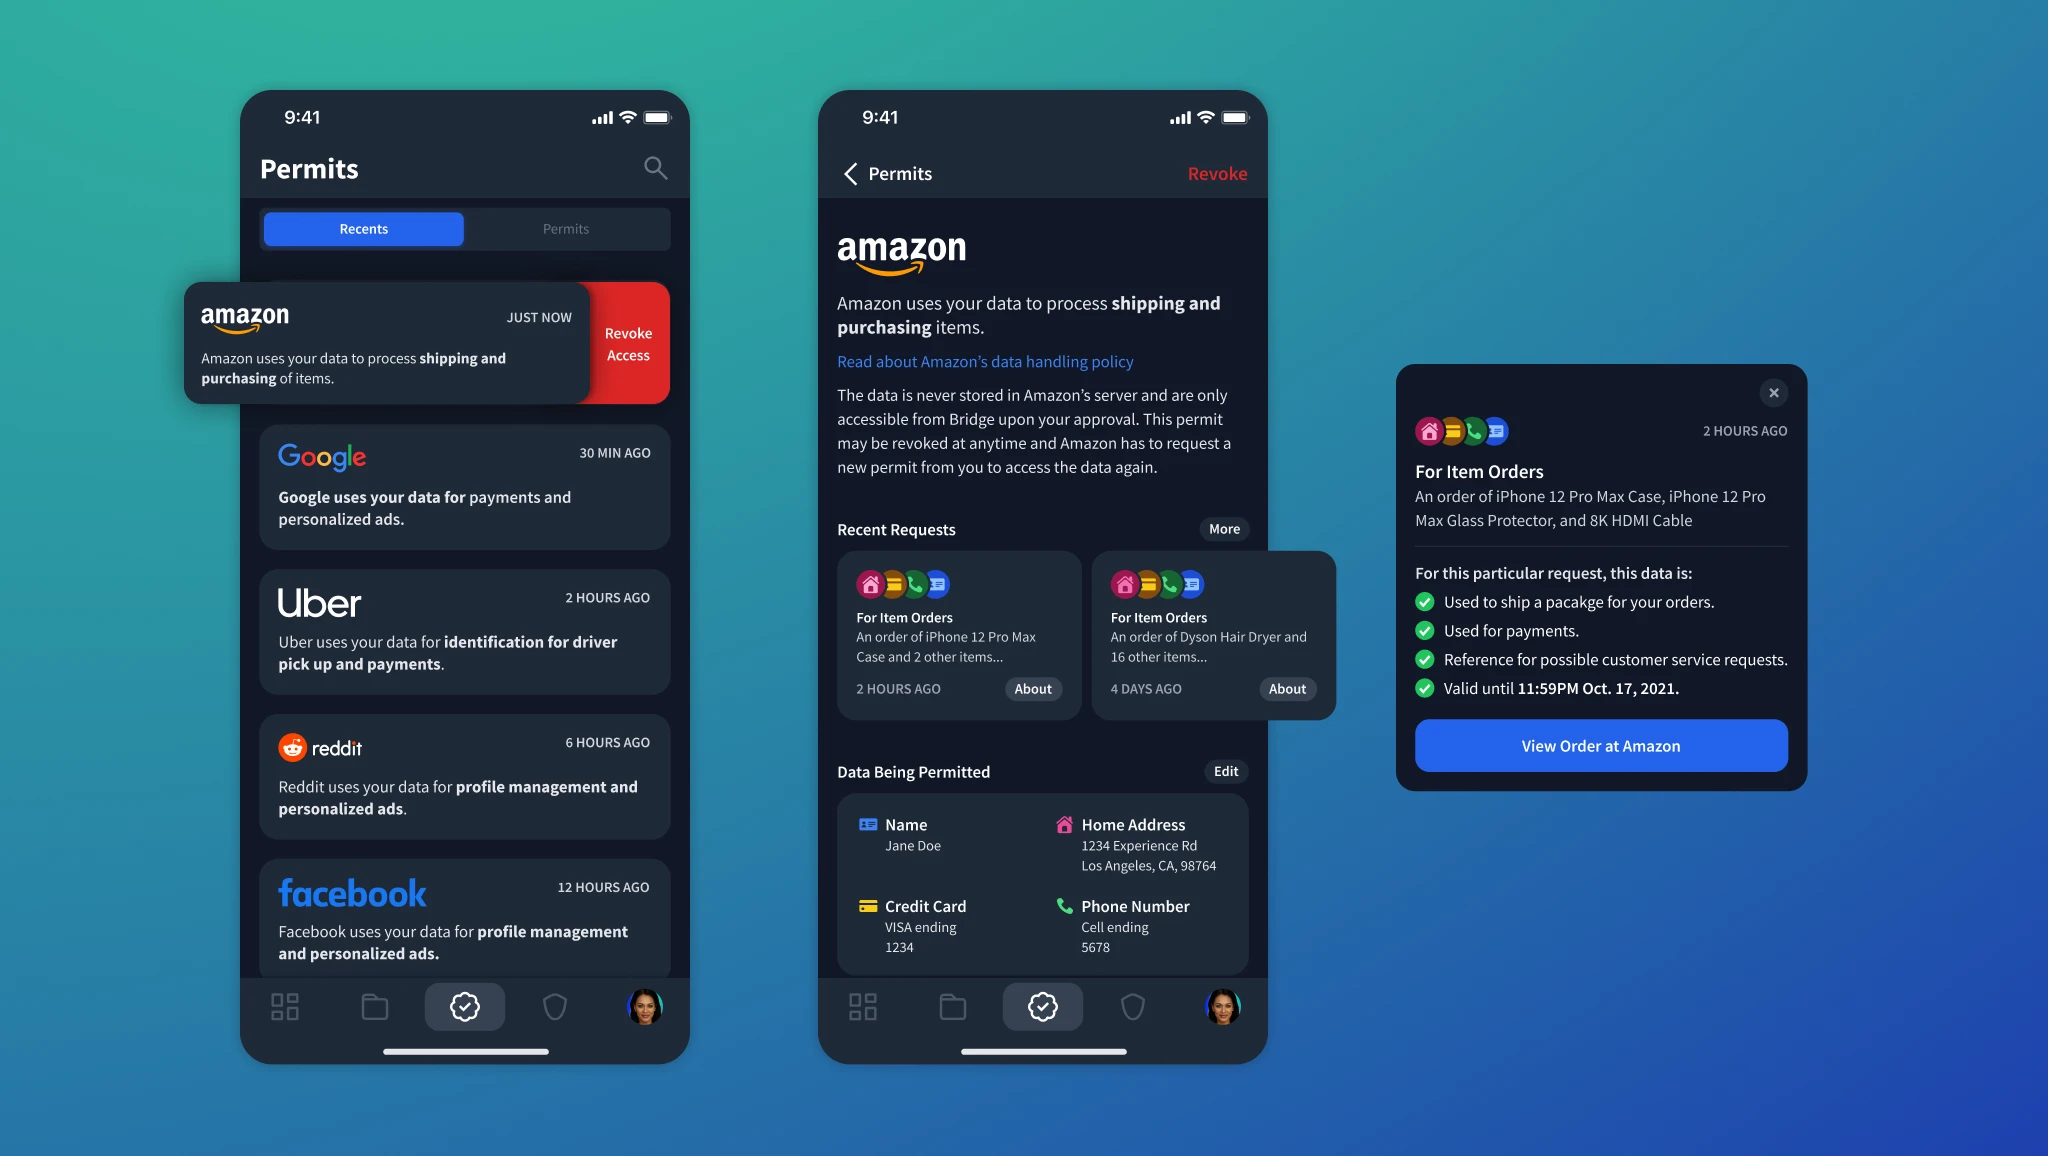 9:41
Permits
Recents
Permits
amazon
JUST NOW
Amazon uses your data to process shipping and
purchasing of items.
Revoke
Access
Google
30 MIN AGO
Google uses your data for payments and
personalized ads.
Uber
2 HOURS AGO
Uber uses your data for identification for driver
pick up and payments.
reddit
6 HOURS AGO
Reddit uses your data for profile management and
personalized ads.
facebook
12 HOURS AGO
Facebook uses your data for profile management
and personalized ads.
9:41
Permits
Revoke
amazon
Amazon uses your data to process shipping and
purchasing items.
Read about Amazon’s data handling policy
The data is never stored in Amazon’s server and are only
accessible from Bridge upon your approval. This permit
may be revoked at anytime and Amazon has to request a
new permit from you to access the data again.
Recent Requests
More
For Item Orders
An order of iPhone 12 Pro Max
Case and 2 other items...
2 HOURS AGO
About
For Item Orders
An order of Dyson Hair Dryer and
16 other items...
4 DAYS AGO
About
Data Being Permitted
Edit
Name
Jane Doe
Home Address
1234 Experience Rd
Los Angeles, CA, 98764
Credit Card
VISA ending
1234
Phone Number
Cell ending
5678
2 HOURS AGO
For Item Orders
An order of iPhone 12 Pro Max Case, iPhone 12 Pro
Max Glass Protector, and 8K HDMI Cable
For this particular request, this data is:
Used to ship a pacakge for your orders.
Used for payments.
Reference for possible customer service requests.
Valid until 11:59PM Oct. 17, 2021.
View Order at Amazon